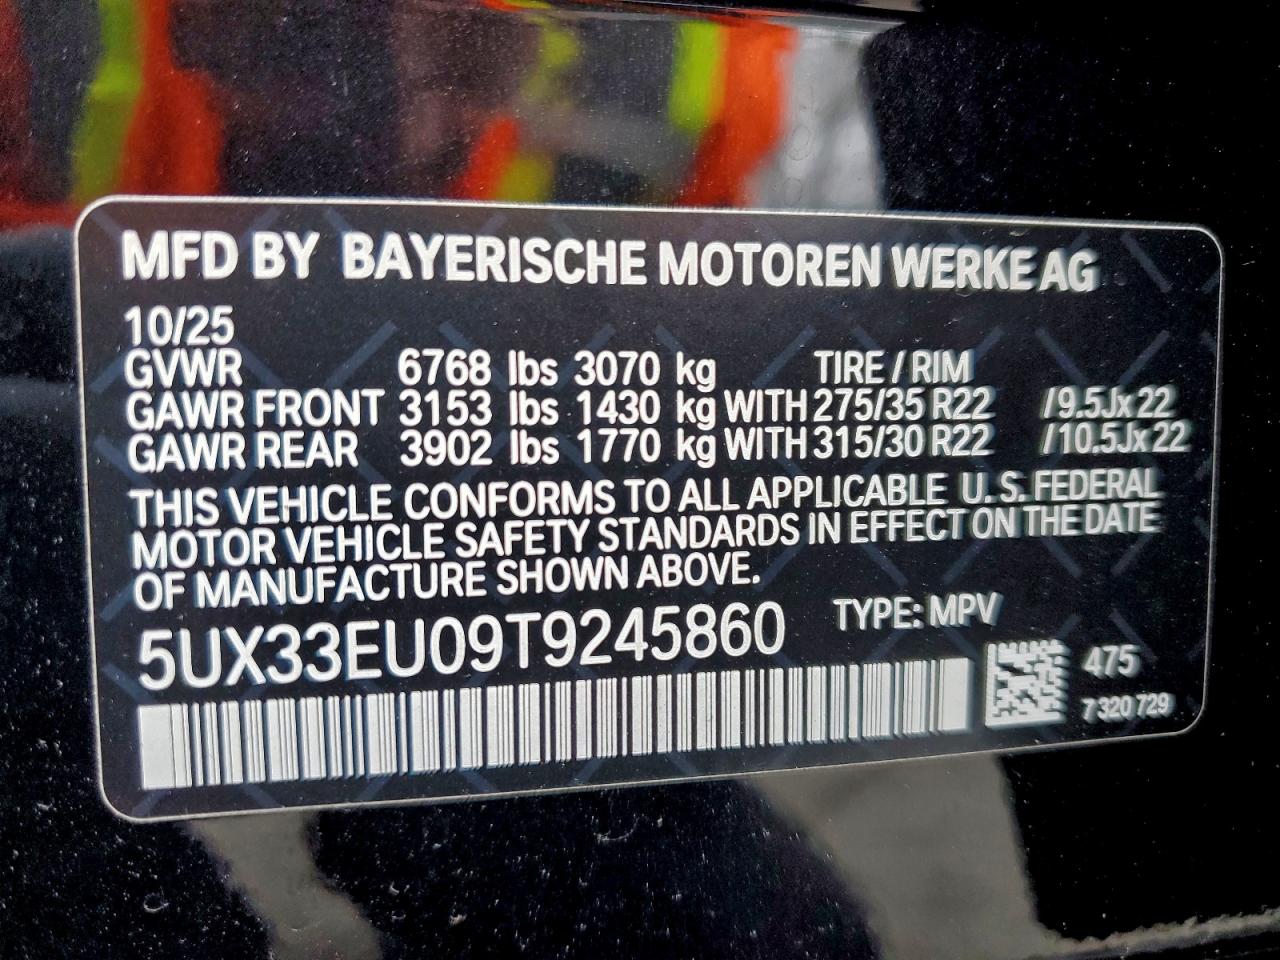 MFD BY BAYERISCHE MOTOREN WERKE AG
10/25
GVWR 6768 lbs 3070 kg TIRE / RIM
GAWR FRONT 3153 lbs 1430 kg WITH 275/35 R22 /9.5Jx22
GAWR REAR 3902 lbs 1770 kg WITH 315/30 R22 /10.5Jx22
THIS VEHICLE CONFORMS TO ALL APPLICABLE U.S. FEDERAL
MOTOR VEHICLE SAFETY STANDARDS IN EFFECT ON THE DATE
OF MANUFACTURE SHOWN ABOVE.
5UX33EU09T9245860 TYPE: MPV
475
7 320 729